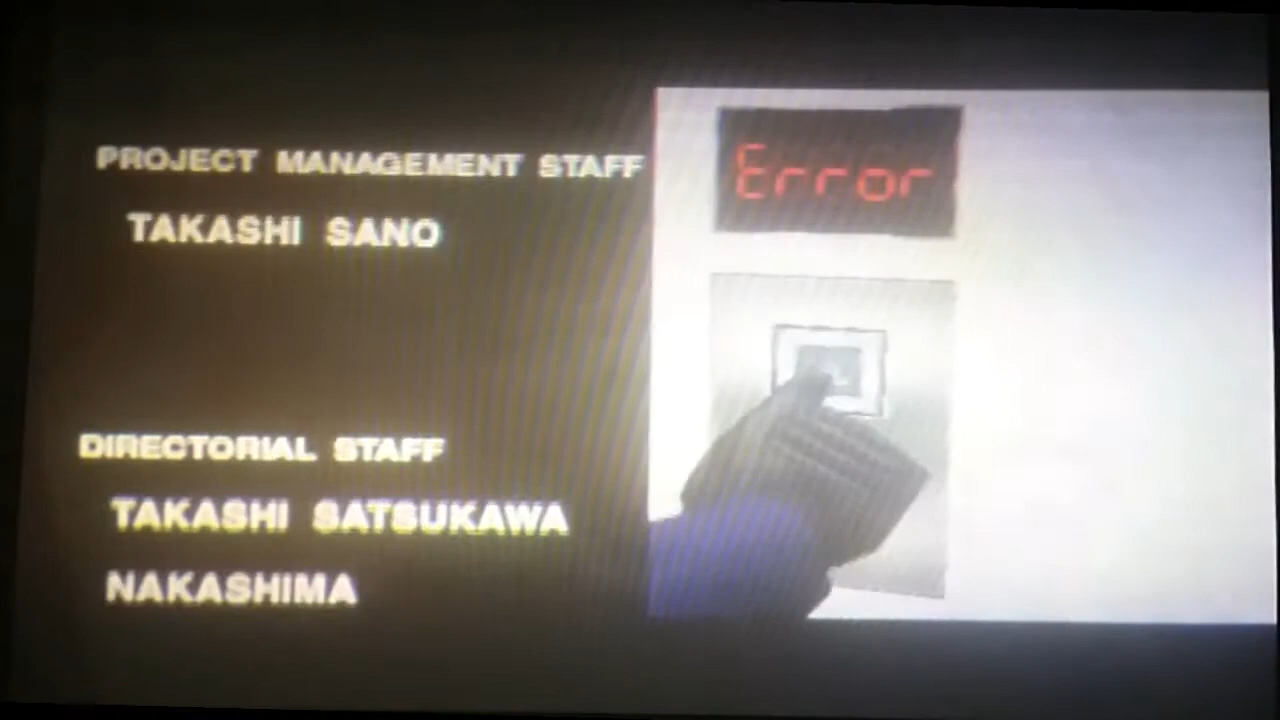 PROJECT MANAGEMENT STAFF
TAKASHI SANO
Error
DIRECTORIAL STAFF
TAKASHI SATSUKAWA
NAKASHIMA